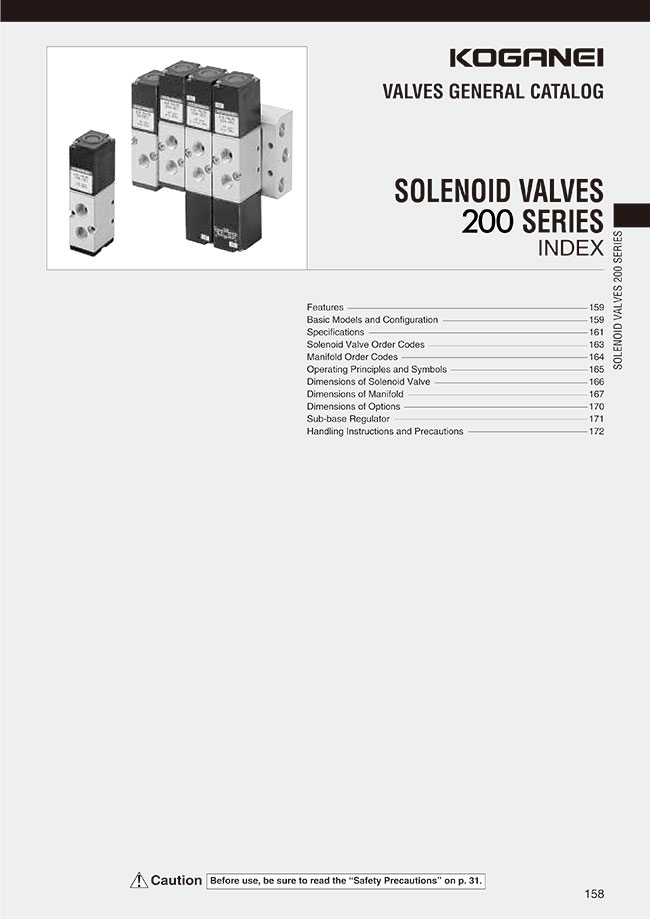 KOGANEI
VALVES GENERAL CATALOG
SOLENOID VALVES
200 SERIES
INDEX
SOLENOID VALVES 200 SERIES
Features 159
Basic Models and Configuration 159
Specifications 161
Solenoid Valve Order Codes 163
Manifold Order Codes 164
Operating Principles and Symbols 165
Dimensions of Solenoid Valve 166
Dimensions of Manifold 167
Dimensions of Options 170
Sub-base Regulator 171
Handling Instructions and Precautions 172
Caution Before use, be sure to read the “Safety Precautions” on p. 31.
158